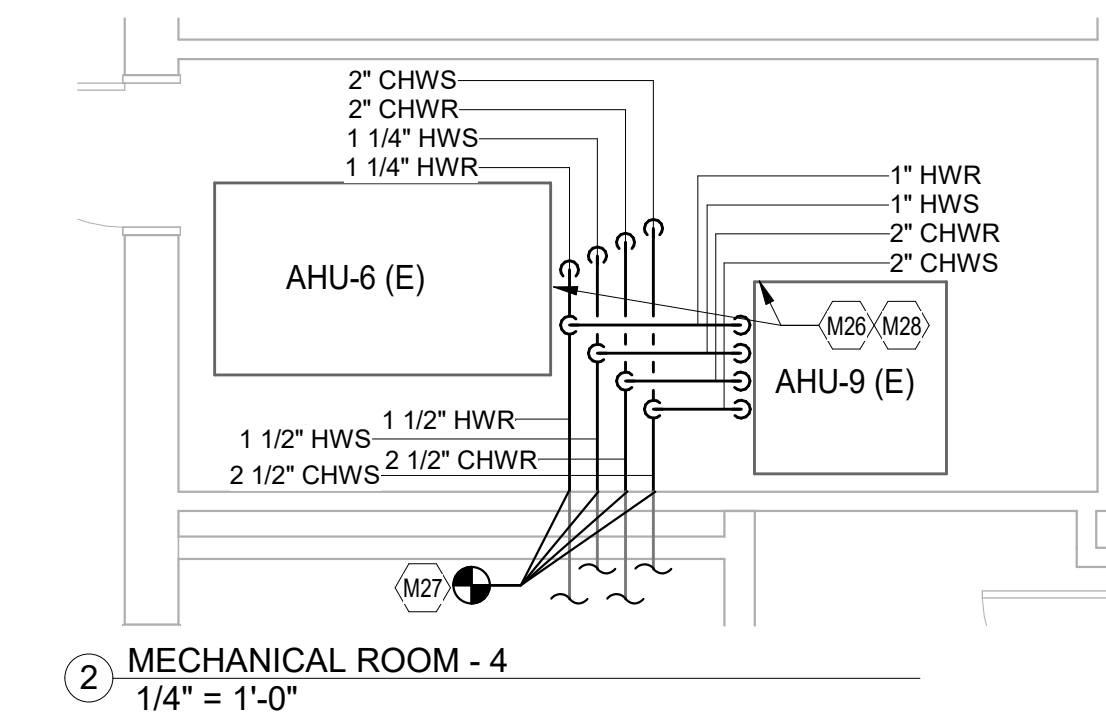 2" CHWS
2" CHWR
1 1/4" HWS
1 1/4" HWR
1" HWR
1" HWS
2" CHWR
2" CHWS
AHU-6 (E)
M26 M28
AHU-9 (E)
1 1/2" HWR
1 1/2" HWS
2 1/2" CHWR
2 1/2" CHWS
M27
2 MECHANICAL ROOM - 4
1/4" = 1'-0"